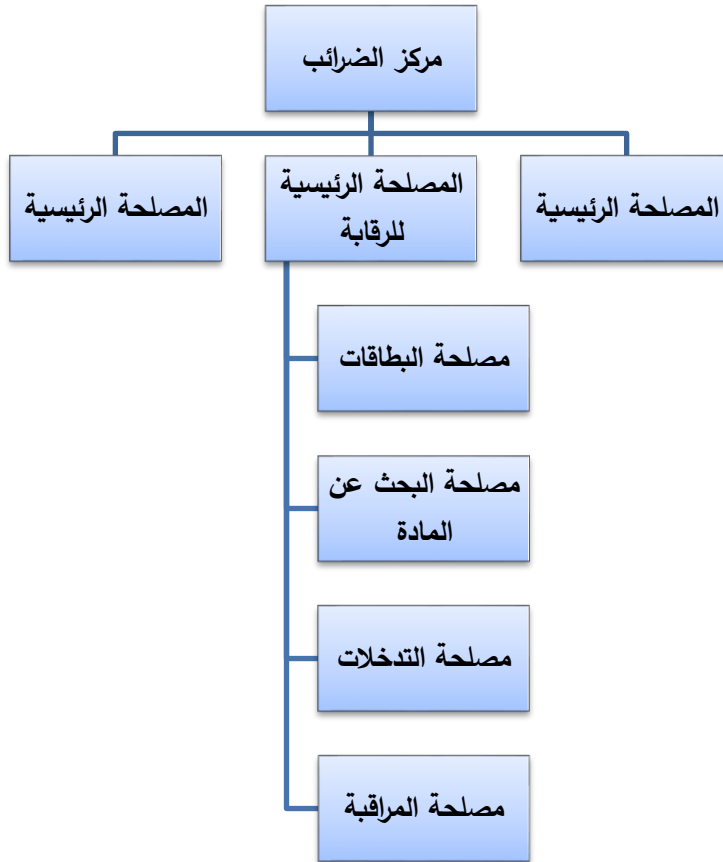 مركز الضرائب
المصلحة الرئيسية
المصلحة الرئيسية
للرقابة
المصلحة الرئيسية
مصلحة البطاقات
مصلحة البحث عن
المادة
مصلحة التدخلات
مصلحة المراقبة